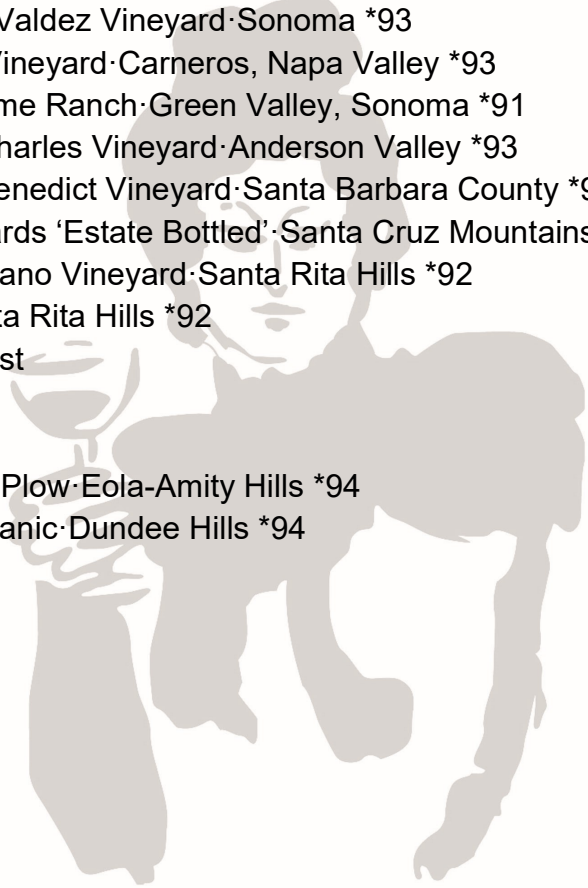 Valdez Vineyard·Sonoma *93
Vineyard·Carneros, Napa Valley *93
me Ranch·Green Valley, Sonoma *91
harles Vineyard·Anderson Valley *93
enedict Vineyard·Santa Barbara County *9
rds ‘Estate Bottled’·Santa Cruz Mountains
ano Vineyard·Santa Rita Hills *92
ta Rita Hills *92
st
Plow·Eola-Amity Hills *94
anic·Dundee Hills *94